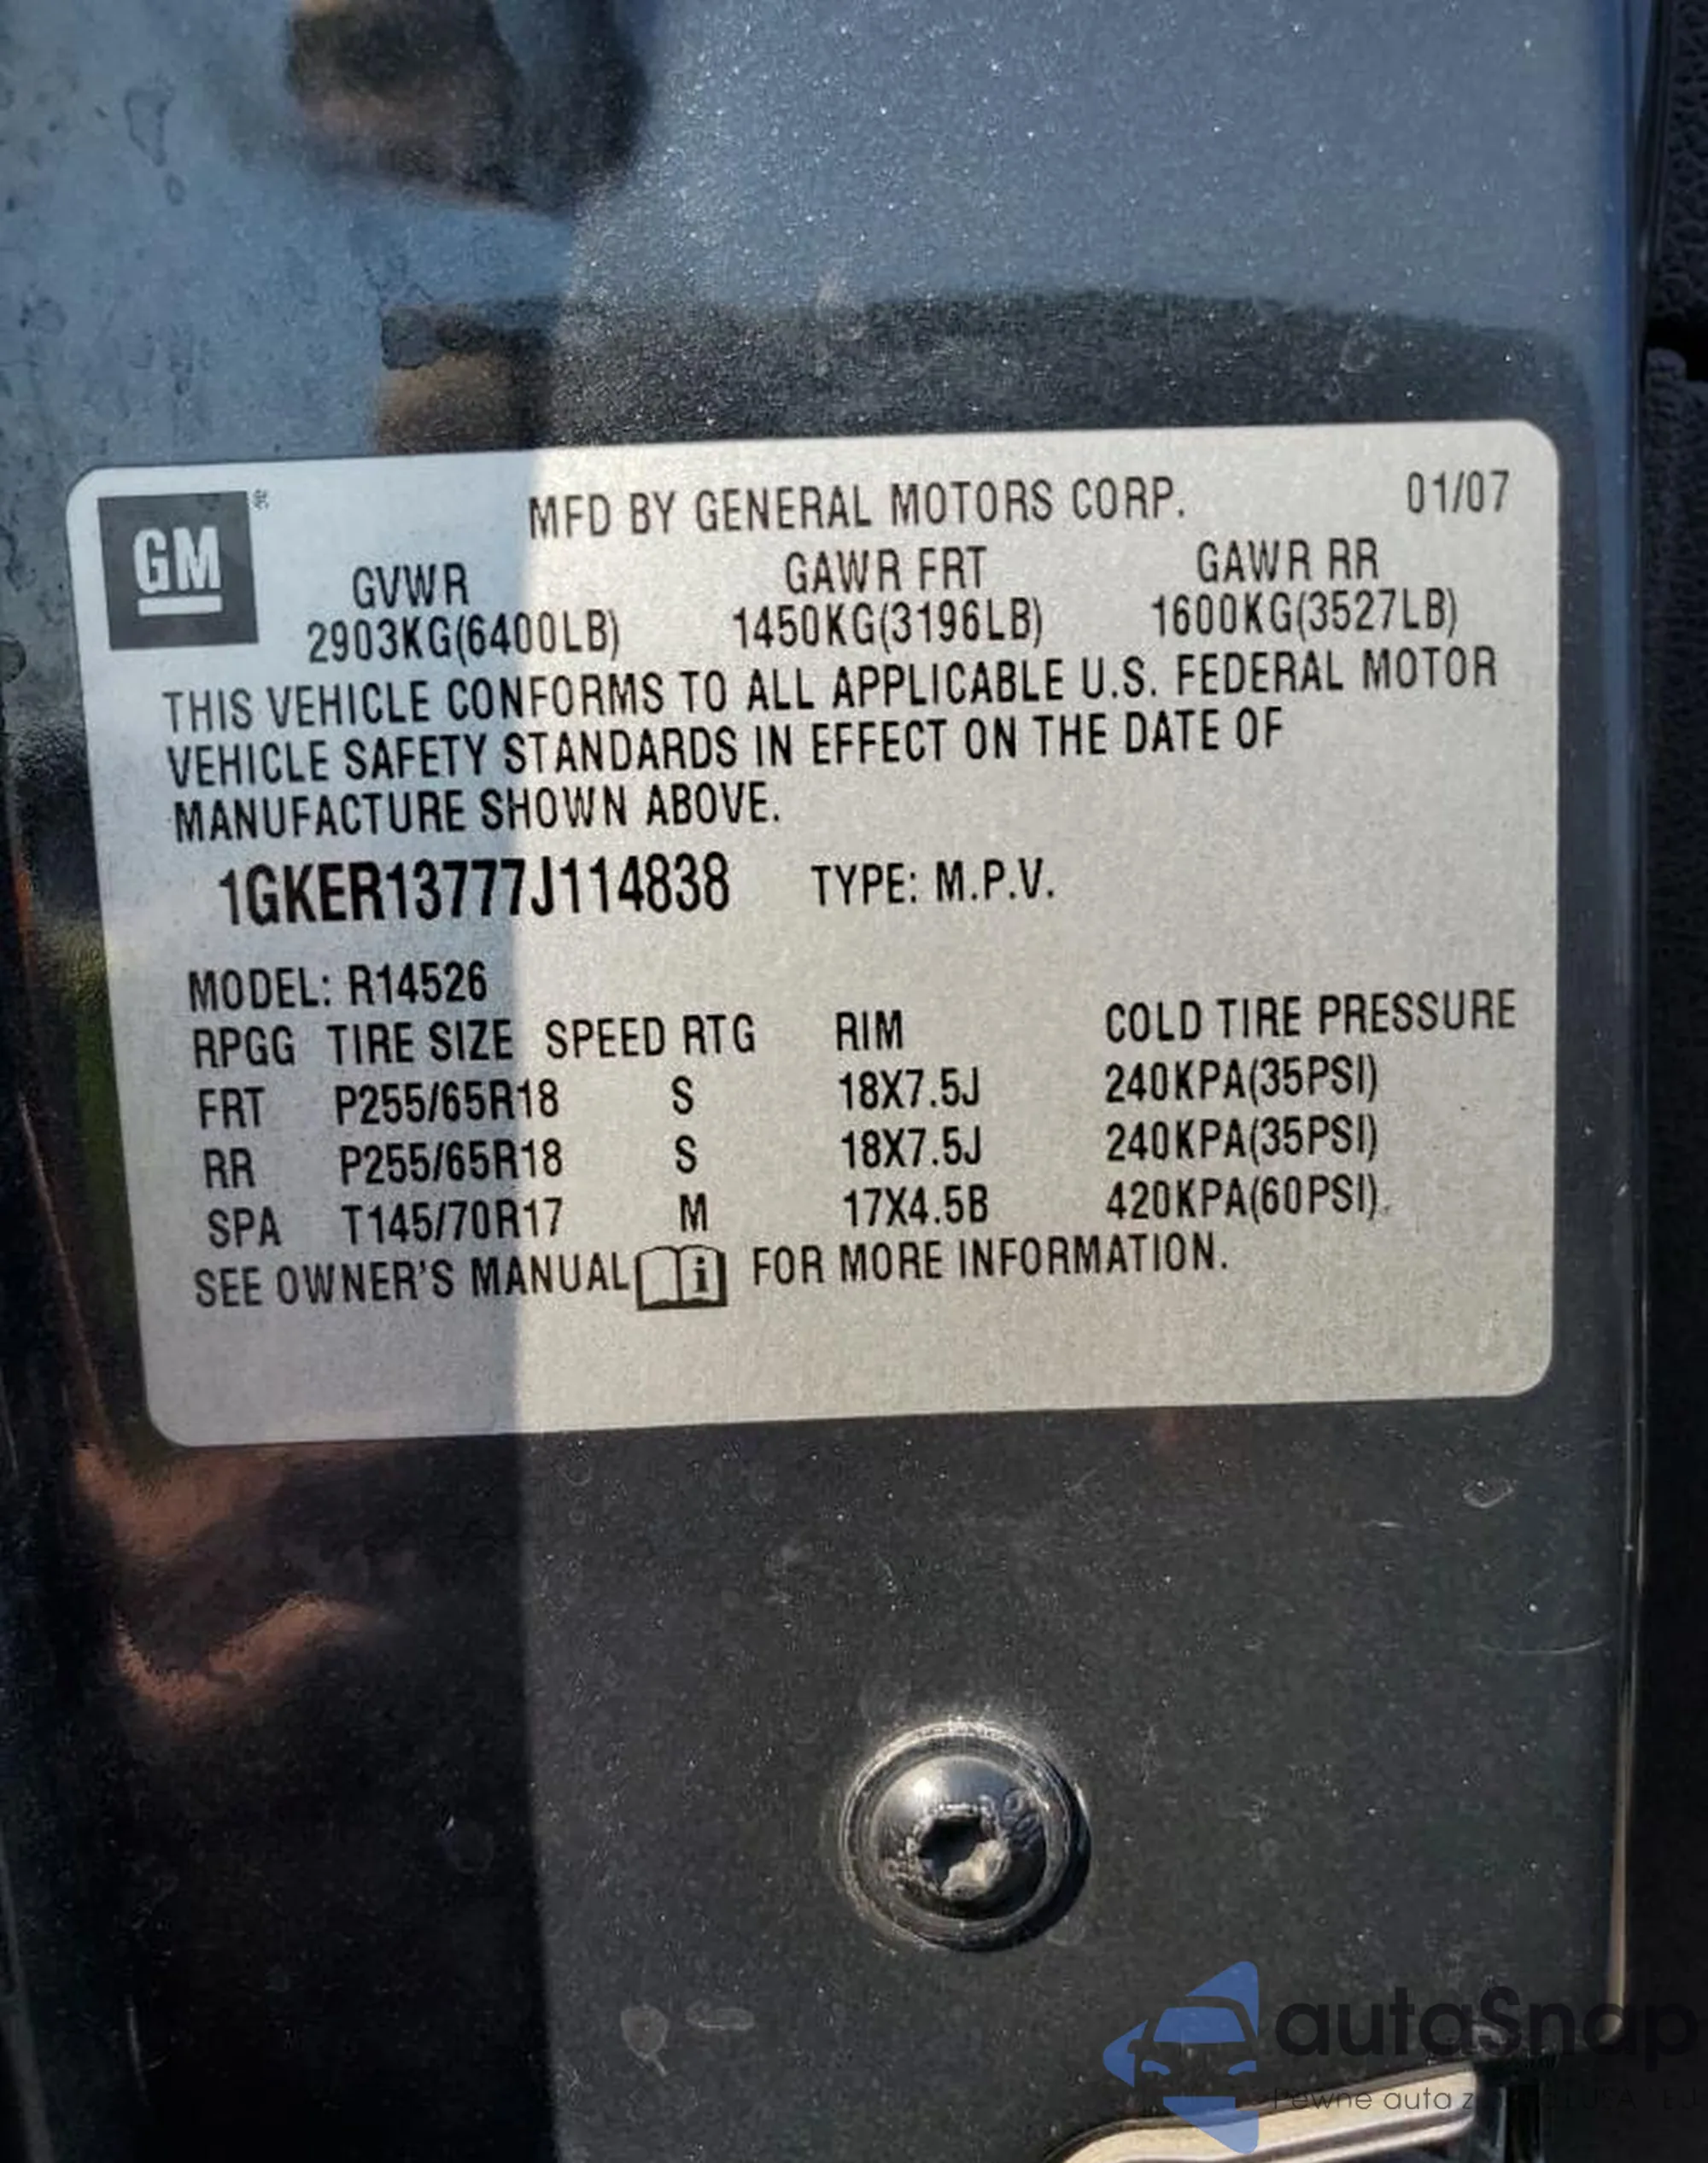 GM
MFD BY GENERAL MOTORS CORP. 01/07
GVWR GAWR FRT GAWR RR
2903KG(6400LB) 1450KG(3196LB) 1600KG(3527LB)
THIS VEHICLE CONFORMS TO ALL APPLICABLE U.S. FEDERAL MOTOR
VEHICLE SAFETY STANDARDS IN EFFECT ON THE DATE OF
MANUFACTURE SHOWN ABOVE.
1GKER13777J114838 TYPE: M.P.V.
MODEL: R14526
RPGG TIRE SIZE SPEED RTG RIM COLD TIRE PRESSURE
FRT P255/65R18 S 18X7.5J 240KPA(35PSI)
RR P255/65R18 S 18X7.5J 240KPA(35PSI)
SPA T145/70R17 M 17X4.5B 420KPA(60PSI)
SEE OWNER'S MANUAL i FOR MORE INFORMATION.
autaSnap
Pewne auta z